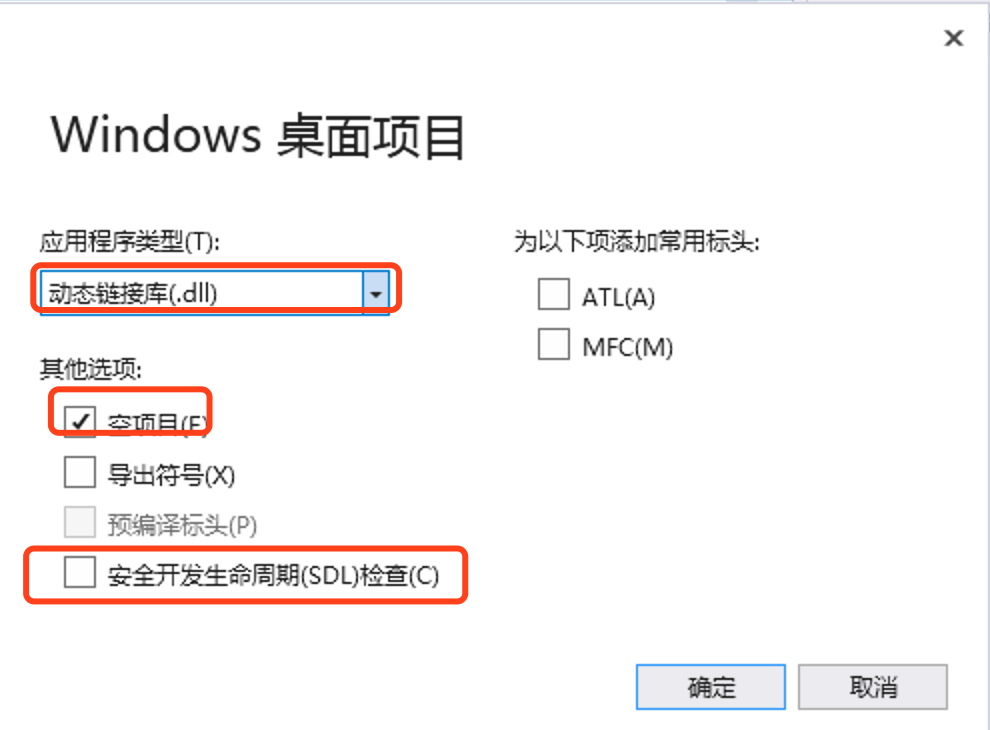 Windows 桌面项目
应用程序类型(T):
动态链接库(.dll)
其他选项:
空项目(E)
导出符号(X)
预编译标头(P)
安全开发生命周期(SDL)检查(C)
为以下项添加常用标头:
ATL(A)
MFC(M)
确定
取消